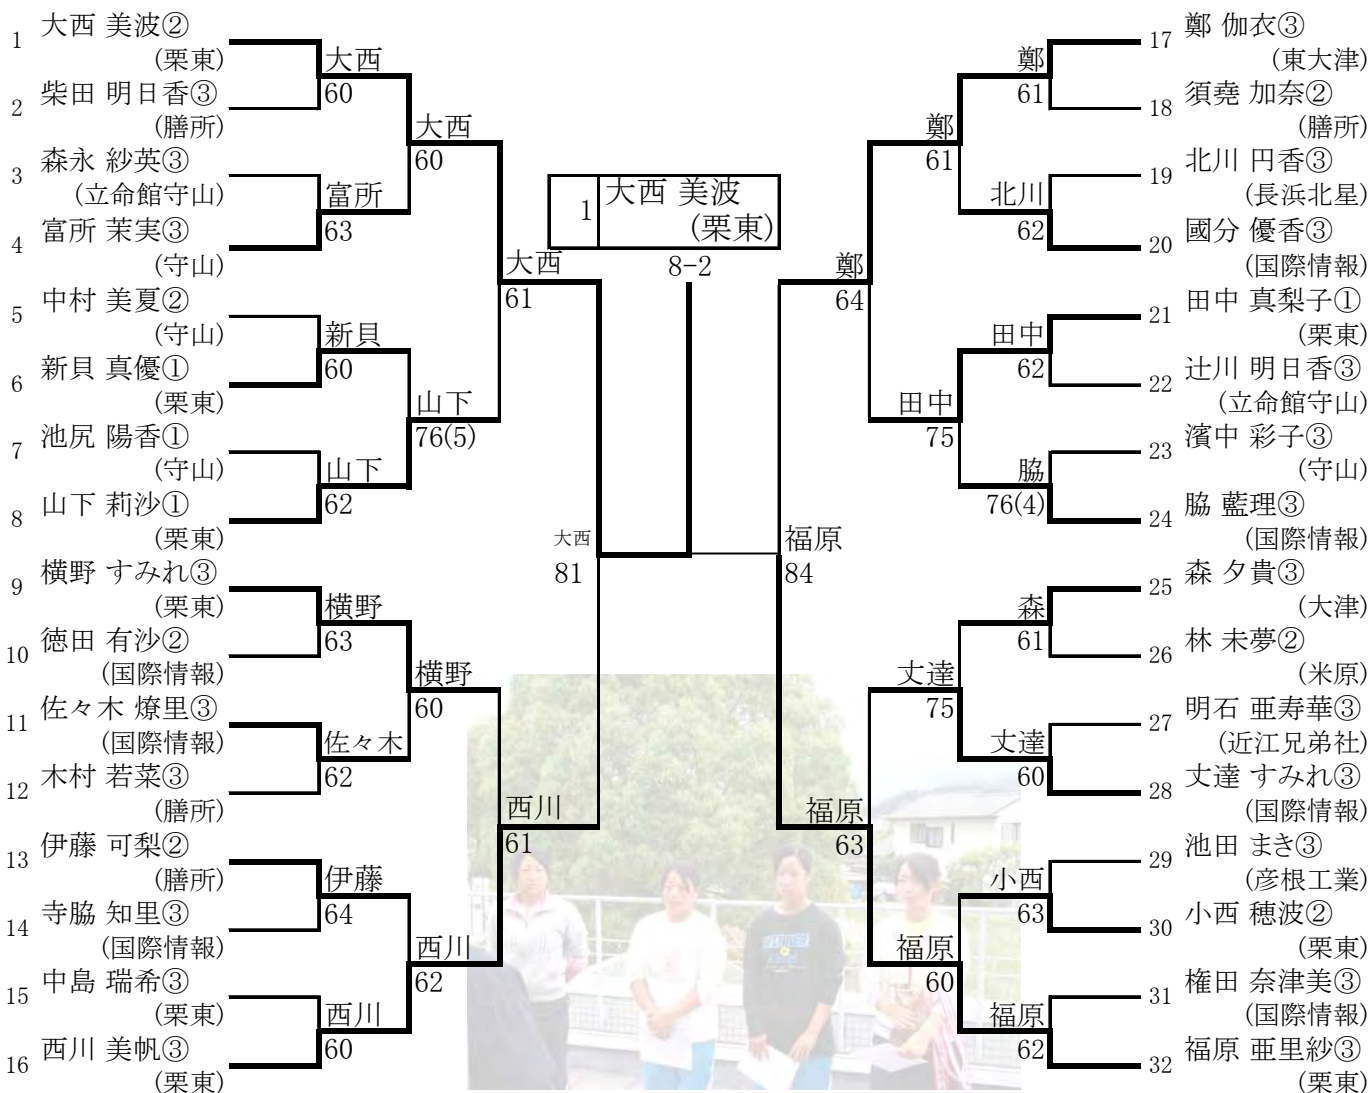 1 大西 美波②
(栗東)
2 柴田 明日香③
(膳所)
3 森永 紗英③
(立命館守山)
4 富所 茉実③
(守山)
5 中村 美夏②
(守山)
6 新貝 真優①
(栗東)
7 池尻 陽香①
(守山)
8 山下 莉沙①
(栗東)
9 横野 すみれ③
(栗東)
10 徳田 有沙②
(国際情報)
11 佐々木 燎里③
(国際情報)
12 木村 若菜③
(膳所)
13 伊藤 可梨②
(膳所)
14 寺脇 知里③
(国際情報)
15 中島 瑞希③
(栗東)
16 西川 美帆③
(栗東)
大西
60
富所
63
新貝
60
山下
62
横野
63
佐々木
62
伊藤
64
西川
60
大西
60
山下
76(5)
横野
60
西川
62
大西
61
西川
61
大西
81
1 大西 美波
(栗東)
8-2
福原
84
鄭
64
福原
63
鄭
61
田中
75
丈達
75
福原
60
鄭
61
北川
62
田中
62
脇
76(4)
森
61
丈達
60
小西
63
福原
62
17 鄭 伽衣③
(東大津)
18 須堯 加奈②
(膳所)
19 北川 円香③
(長浜北星)
20 國分 優香③
(国際情報)
21 田中 真梨子①
(栗東)
22 辻川 明日香③
(立命館守山)
23 濱中 彩子③
(守山)
24 脇 藍理③
(国際情報)
25 森 夕貴③
(大津)
26 林 未夢②
(米原)
27 明石 亜寿華③
(近江兄弟社)
28 丈達 すみれ③
(国際情報)
29 池田 まき③
(彦根工業)
30 小西 穂波②
(栗東)
31 権田 奈津美③
(国際情報)
32 福原 亜里紗③
(栗東)